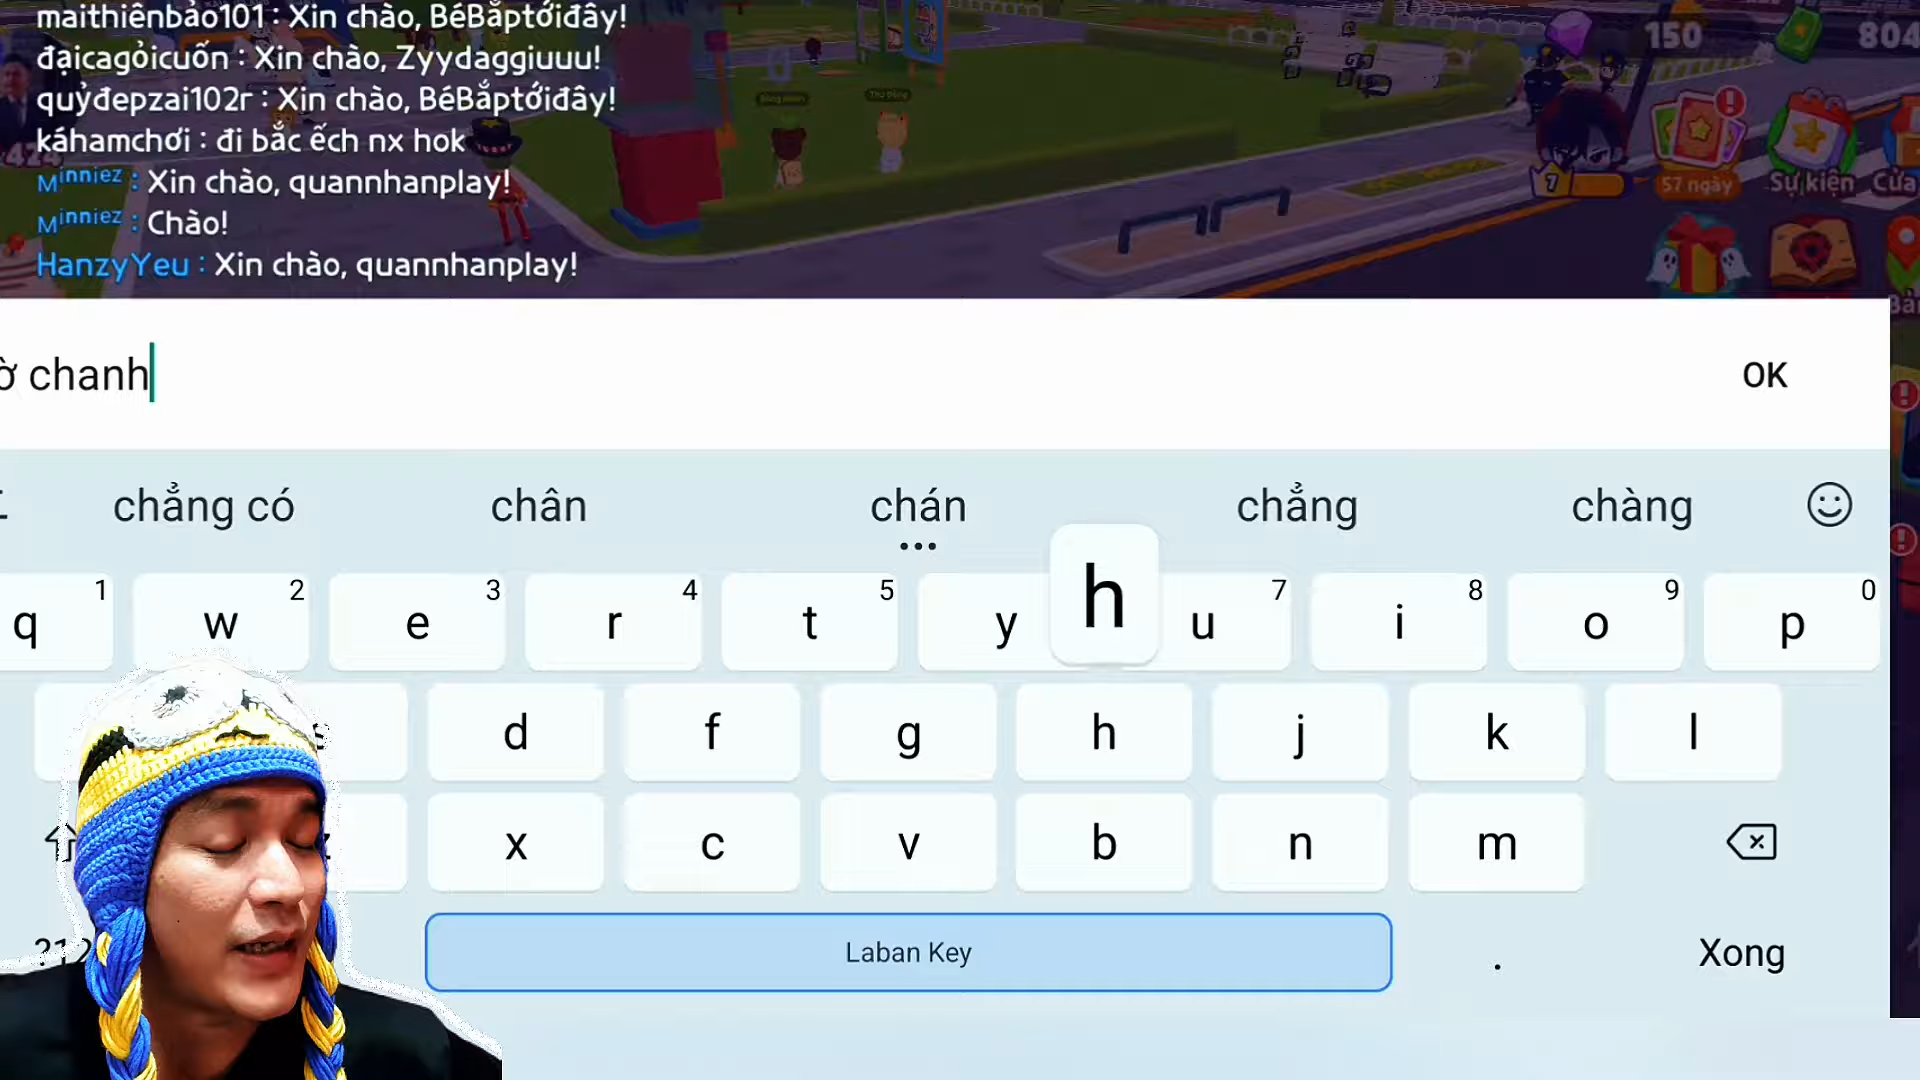 maithiênbảo101 : Xin chào, BéBắptớiđây!
đạicagỏicuốn : Xin chào, Zyydaggiuuu!
quỷđepzai102r : Xin chào, BéBắptớiđây!
káhamchơi : đi bắc ếch nx hok
Minniez : Xin chào, quannhanplay!
Minniez : Chào!
HanzyYeu : Xin chào, quannhanplay!
150
804
424
7
57 ngày
Sự kiện
Cửa
ờ chanh
OK
chẳng có chân chán chẳng chàng
1 2 3 4 5 7 8 9 0
q w e r t y h u i o p
d f g h j k l
x c v b n m
Laban Key
.
Xong